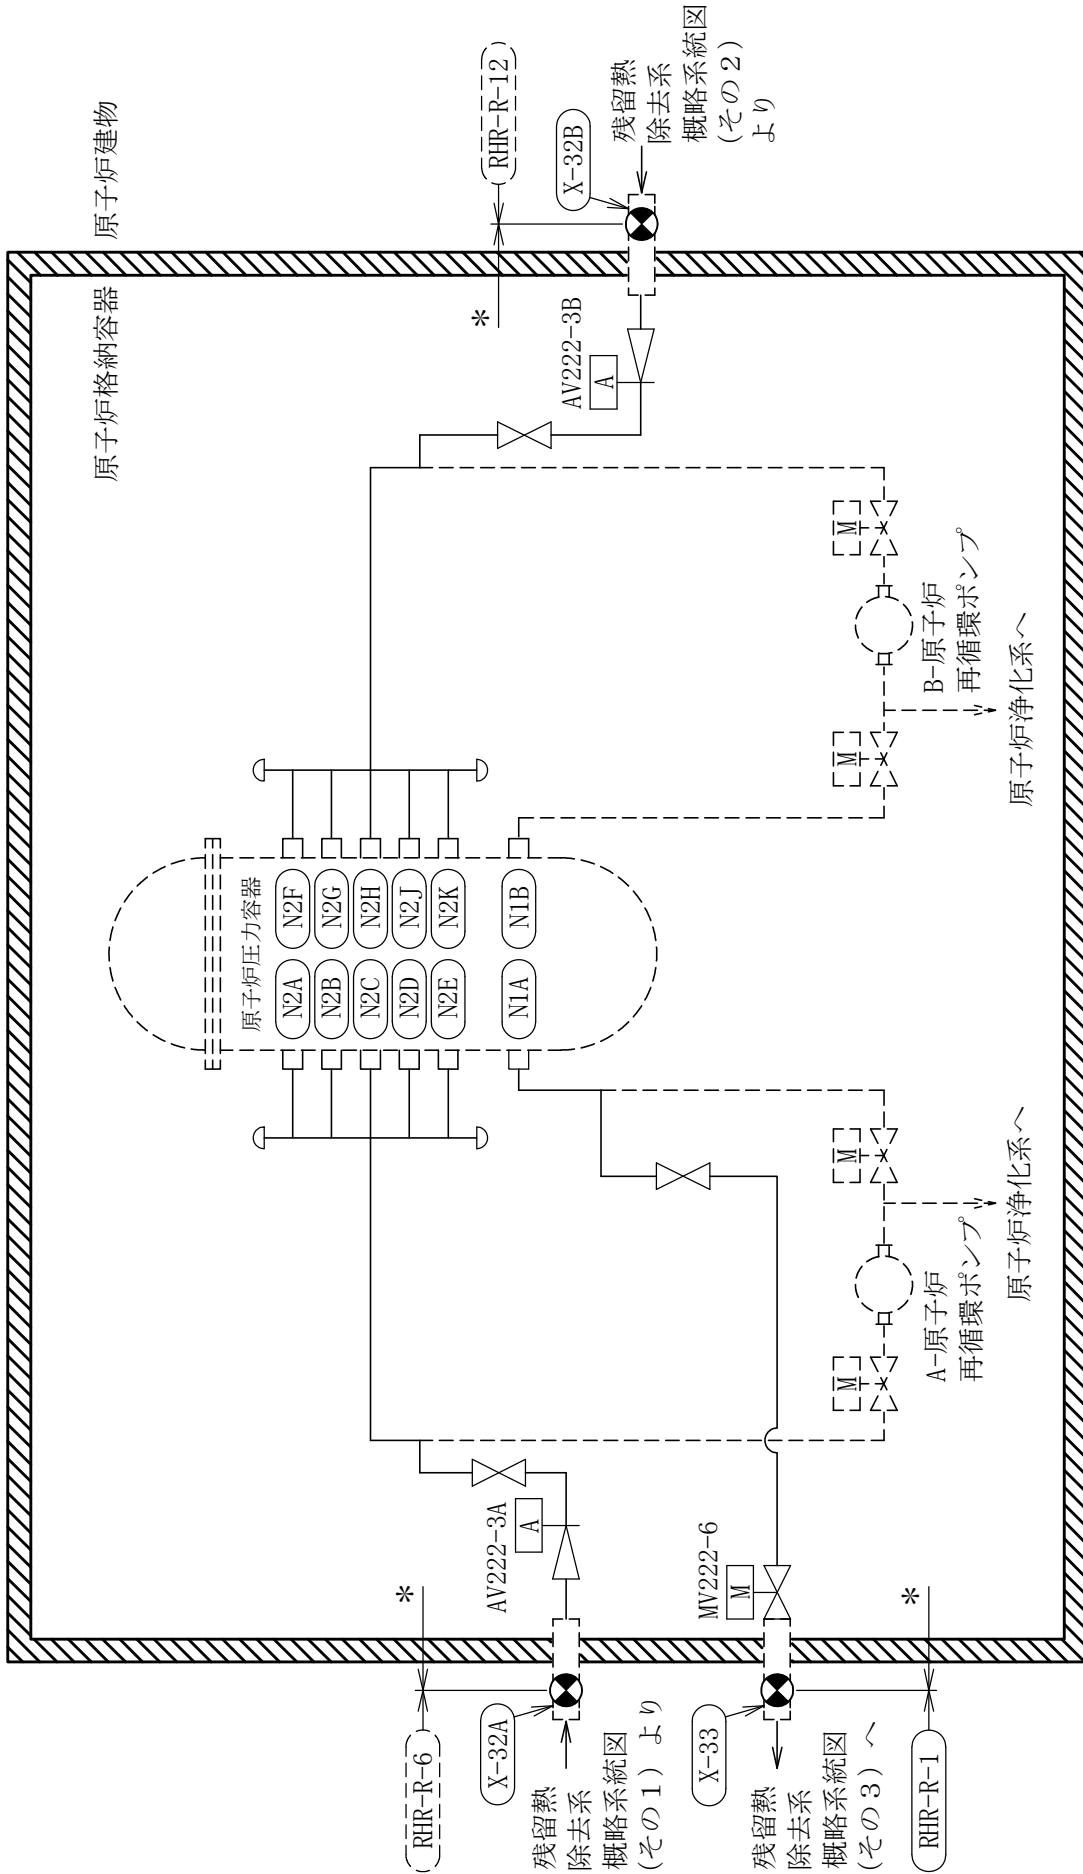 原子炉格納容器
原子炉建物
RHR-R-6
*
*
RHR-R-12
X-32A
残留熱
除去系
概略系統図
(その1) より
AV222-3A
A
原子炉圧力容器
N2A
N2B
N2C
N2D
N2E
N1A
N2F
N2G
N2H
N2J
N2K
N1B
AV222-3B
A
X-32B
残留熱
除去系
概略系統図
(その2)
より
MV222-6
M
X-33
残留熱
除去系
概略系統図
(その3) へ
*
RHR-R-1
M
M
A-原子炉
再循環ポンプ
原子炉浄化系へ
M
M
B-原子炉
再循環ポンプ
原子炉浄化系へ